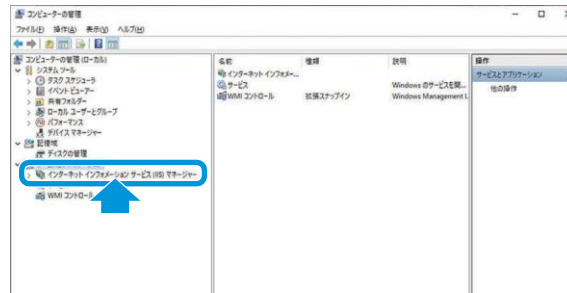 コンピューターの管理
ファイル(F) 操作(A) 表示(V) ヘルプ(H)
コンピューターの管理 (ローカル)
システム ツール
タスク スケジューラ
イベント ビューアー
共有フォルダー
ローカル ユーザーとグループ
パフォーマンス
デバイス マネージャー
記憶域
ディスクの管理
インターネット インフォメーション サービス (IIS) マネージャー
WMI コントロール
名前 種類 説明
インターネット インフォメー...
サービス Windows のサービスを開...
WMI コントロール 拡張スナップイン Windows Management I
操作
サービスとアプリケーション
他の操作